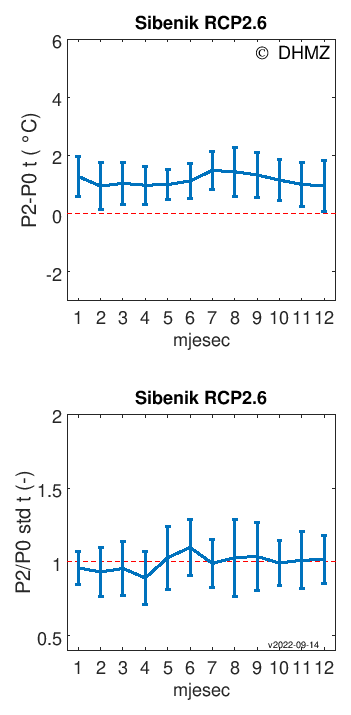 Sibenik RCP2.6
© DHMZ
P2-P0 t ( °C)
6
4
2
0
-2
1 2 3 4 5 6 7 8 9 10 11 12
mjesec
Sibenik RCP2.6
P2/P0 std t (-)
2
1.5
1
0.5
v2022-09-14
1 2 3 4 5 6 7 8 9 10 11 12
mjesec